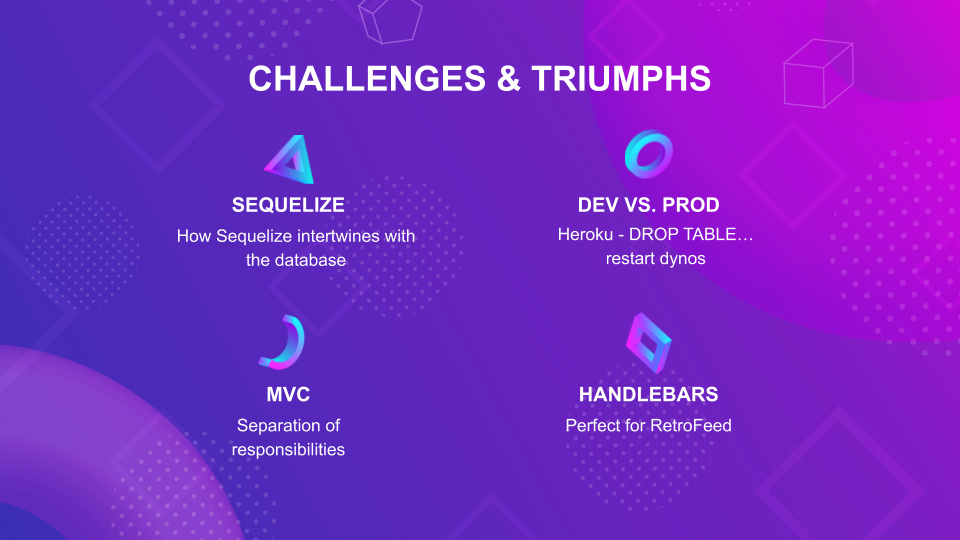 CHALLENGES & TRIUMPHS
SEQUELIZE
How Sequelize intertwines with
the database
DEV VS. PROD
Heroku - DROP TABLE…
restart dynos
MVC
Separation of
responsibilities
HANDLEBARS
Perfect for RetroFeed